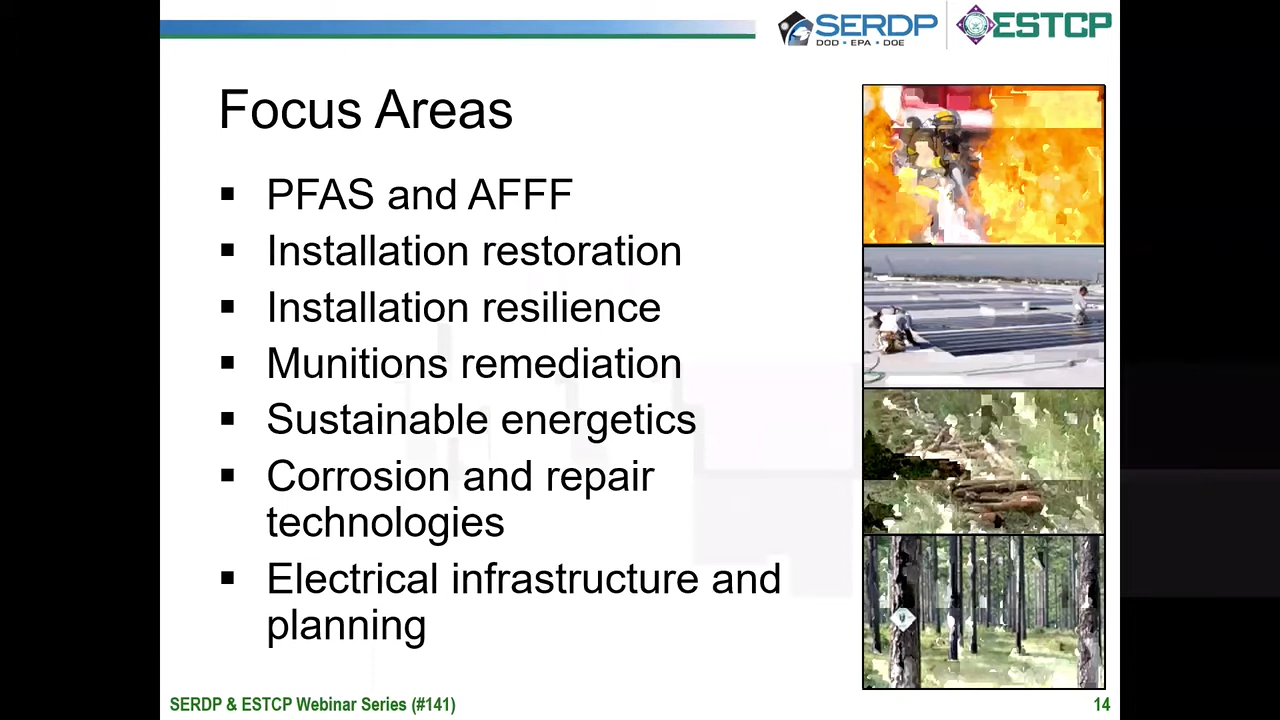 SERDP
DOD • EPA • DOE
ESTCP
Focus Areas
▪ PFAS and AFFF
▪ Installation restoration
▪ Installation resilience
▪ Munitions remediation
▪ Sustainable energetics
▪ Corrosion and repair
technologies
▪ Electrical infrastructure and
planning
SERDP & ESTCP Webinar Series (#141)
14